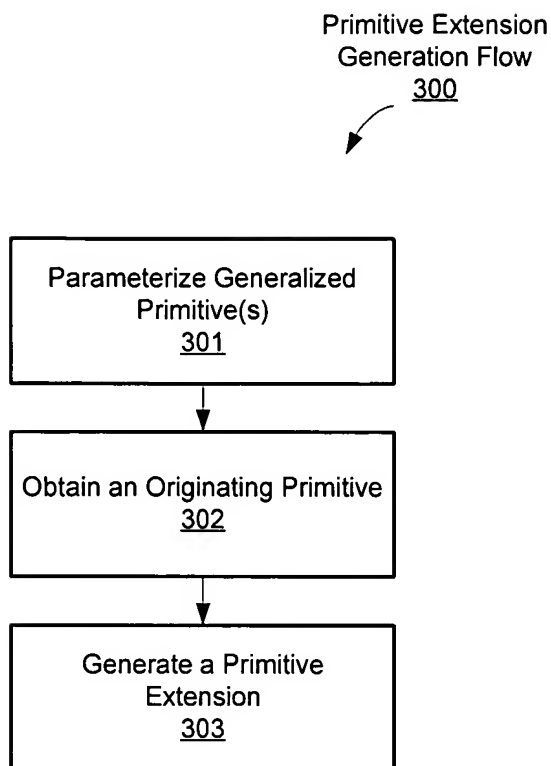 Primitive Extension
Generation Flow
300
Parameterize Generalized
Primitive(s)
301
Obtain an Originating Primitive
302
Generate a Primitive
Extension
303